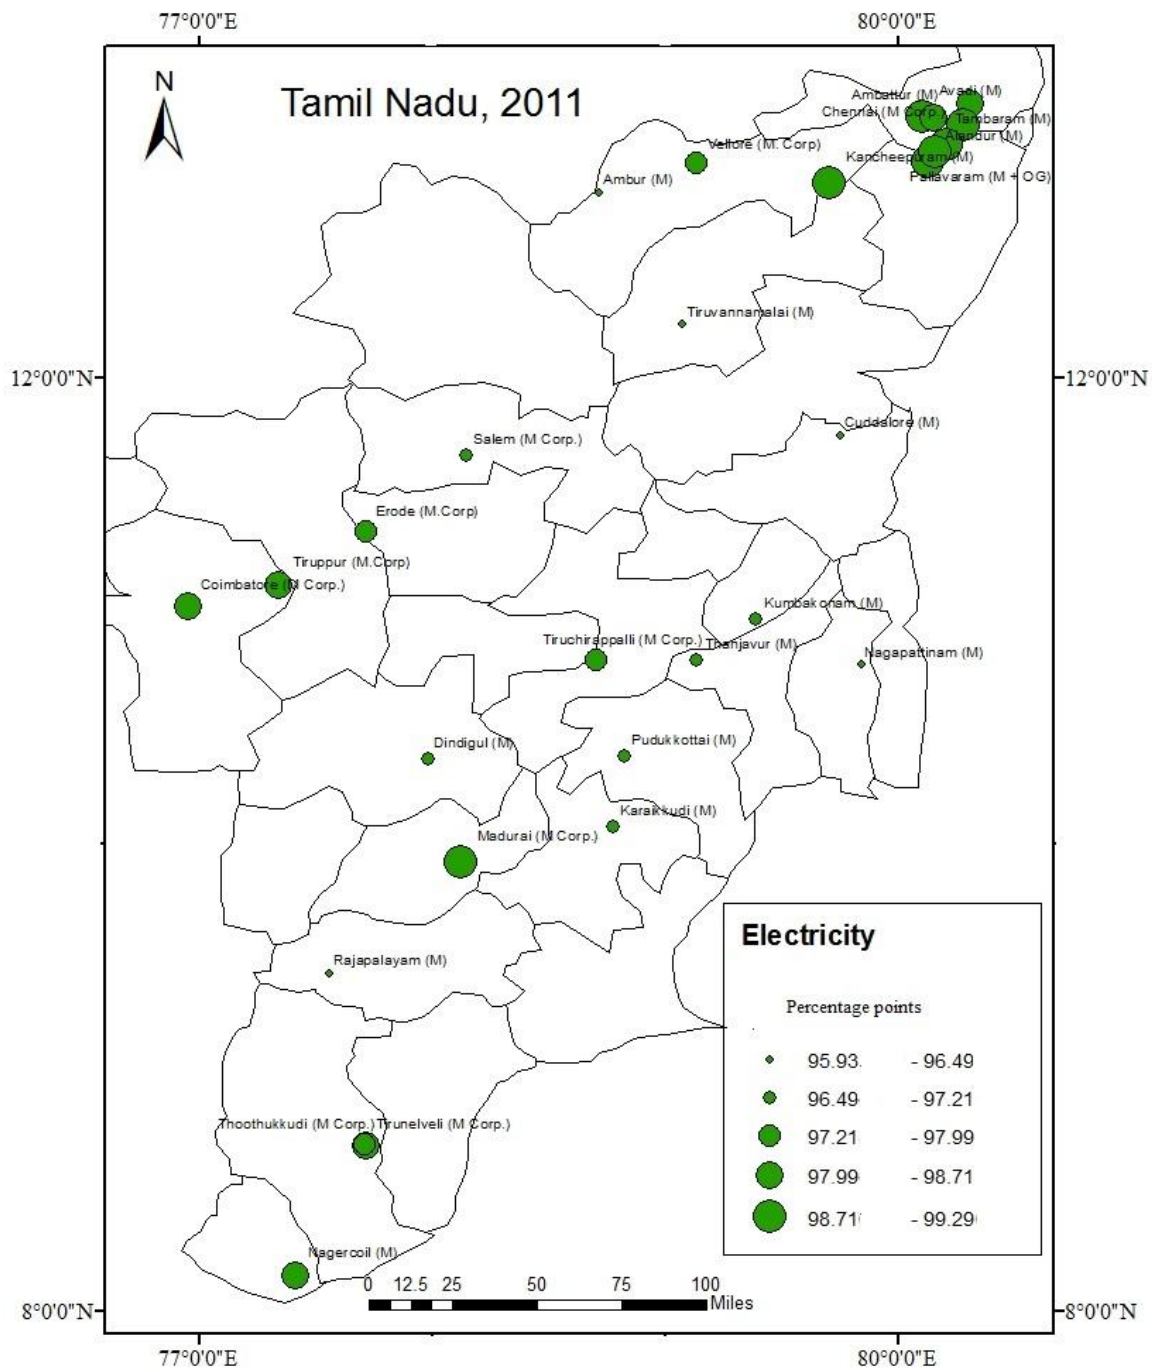 77°0'0"E 80°0'0"E
N
Tamil Nadu, 2011
Ambattur (M) Avadi (M)
Chennai (M Corp.) Tambaram (M)
Alandur (M)
Vellore (M. Corp)
Kancheepuram (M)
Pallavaram (M + OG)
Ambur (M)
Tiruvannamalai (M)
12°0'0"N 12°0'0"N
Cuddalore (M)
Salem (M Corp.)
Erode (M.Corp)
Tiruppur (M.Corp)
Coimbatore (M Corp.)
Kumbakonam (M)
Tiruchirappalli (M Corp.) Thanjavur (M)
Nagapattinam (M)
Dindigul (M)
Pudukkottai (M)
Karaikkudi (M)
Madurai (M Corp.)
Rajapalayam (M)
Electricity
Percentage points
95.93 - 96.49
96.49 - 97.21
97.21 - 97.99
97.99 - 98.71
98.71 - 99.29
Thoothukkudi (M Corp.) Tirunelveli (M Corp.)
Nagercoil (M)
0 12.5 25 50 75 100
Miles
8°0'0"N 8°0'0"N
77°0'0"E 80°0'0"E